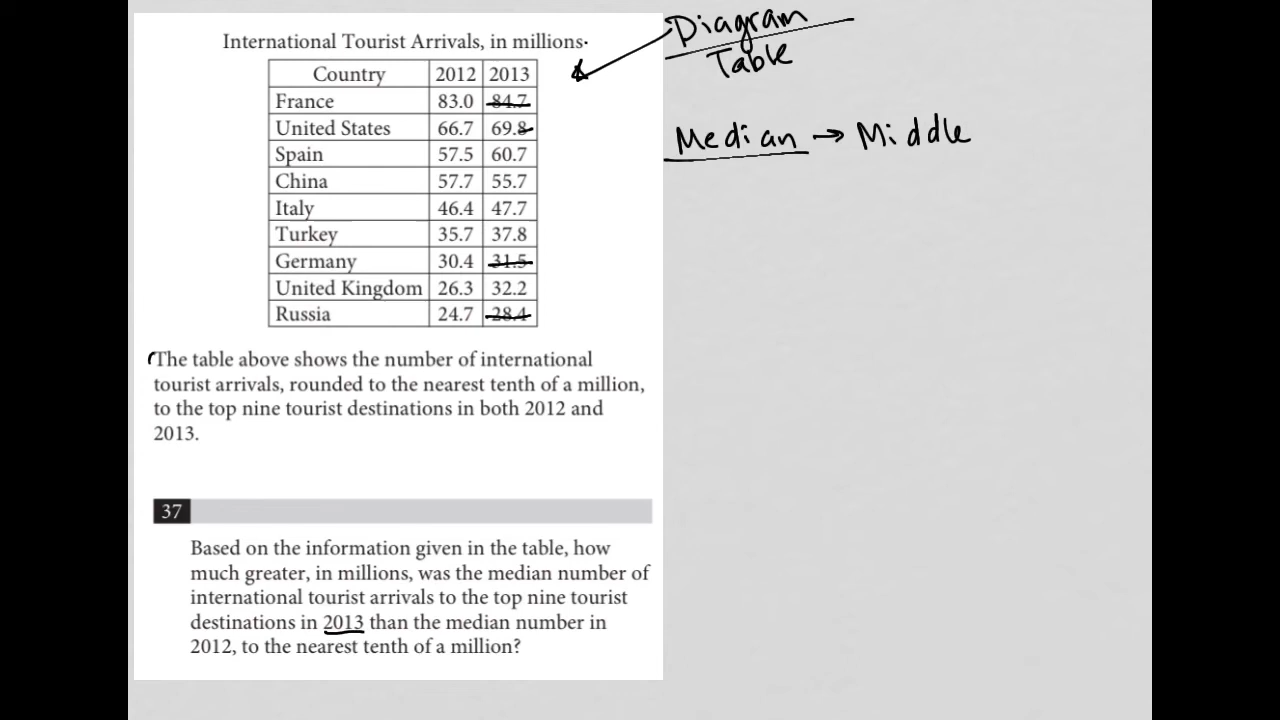 International Tourist Arrivals, in millions
Diagram
Table
Country 2012 2013
France 83.0 84.7
United States 66.7 69.8
Spain 57.5 60.7
China 57.7 55.7
Italy 46.4 47.7
Turkey 35.7 37.8
Germany 30.4 31.5
United Kingdom 26.3 32.2
Russia 24.7 28.4
Median → Middle
The table above shows the number of international
tourist arrivals, rounded to the nearest tenth of a million,
to the top nine tourist destinations in both 2012 and
2013.
37
Based on the information given in the table, how
much greater, in millions, was the median number of
international tourist arrivals to the top nine tourist
destinations in 2013 than the median number in
2012, to the nearest tenth of a million?